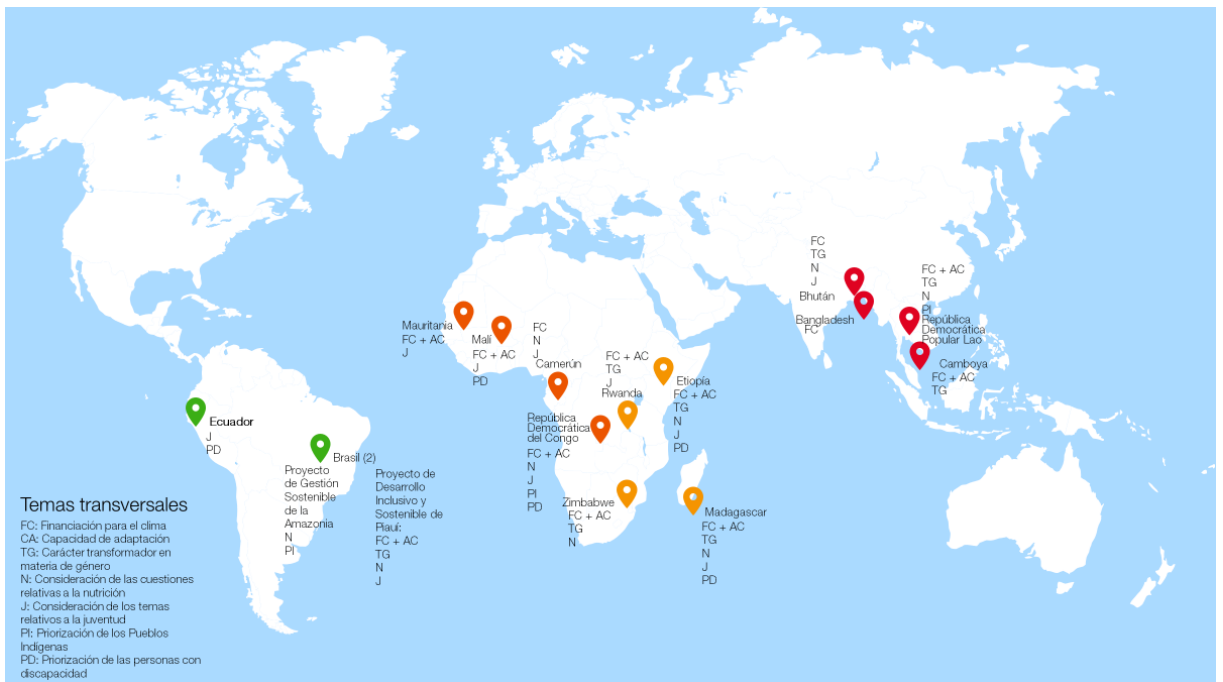 FC
TG
N
J
Bhután
Bangladesh
FC
FC + AC
TG
N
PI
República
Democrática
Popular Lao
Camboya
FC + AC
TG
Mauritania
FC + AC
J
Malí
FC + AC
J
PD
FC
N
J
Camerún
FC + AC
TG
J
Rwanda
Etiopía
FC + AC
TG
N
J
PD
República
Democrática
del Congo
FC + AC
N
J
PI
PD
Zimbabwe
FC + AC
TG
N
Madagascar
FC + AC
TG
N
J
PD
Ecuador
J
PD
Brasil (2)
Proyecto
de Gestión
Sostenible
de la
Amazonia
N
PI
Proyecto de
Desarrollo
Inclusivo y
Sostenible de
Piauí:
FC + AC
TG
N
J
Temas transversales
FC: Financiación para el clima
CA: Capacidad de adaptación
TG: Carácter transformador en
materia de género
N: Consideración de las cuestiones
relativas a la nutrición
J: Consideración de los temas
relativos a la juventud
PI: Priorización de los Pueblos
Indígenas
PD: Priorización de las personas con
discapacidad